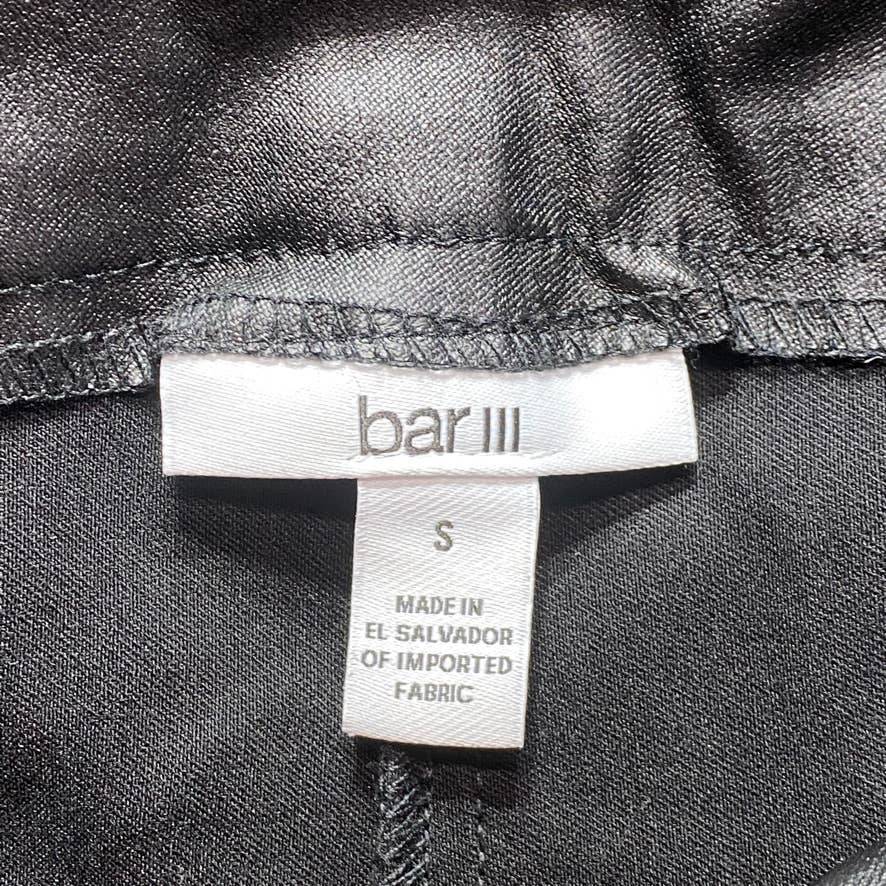 bar III
S
MADE IN
EL SALVADOR
OF IMPORTED
FABRIC